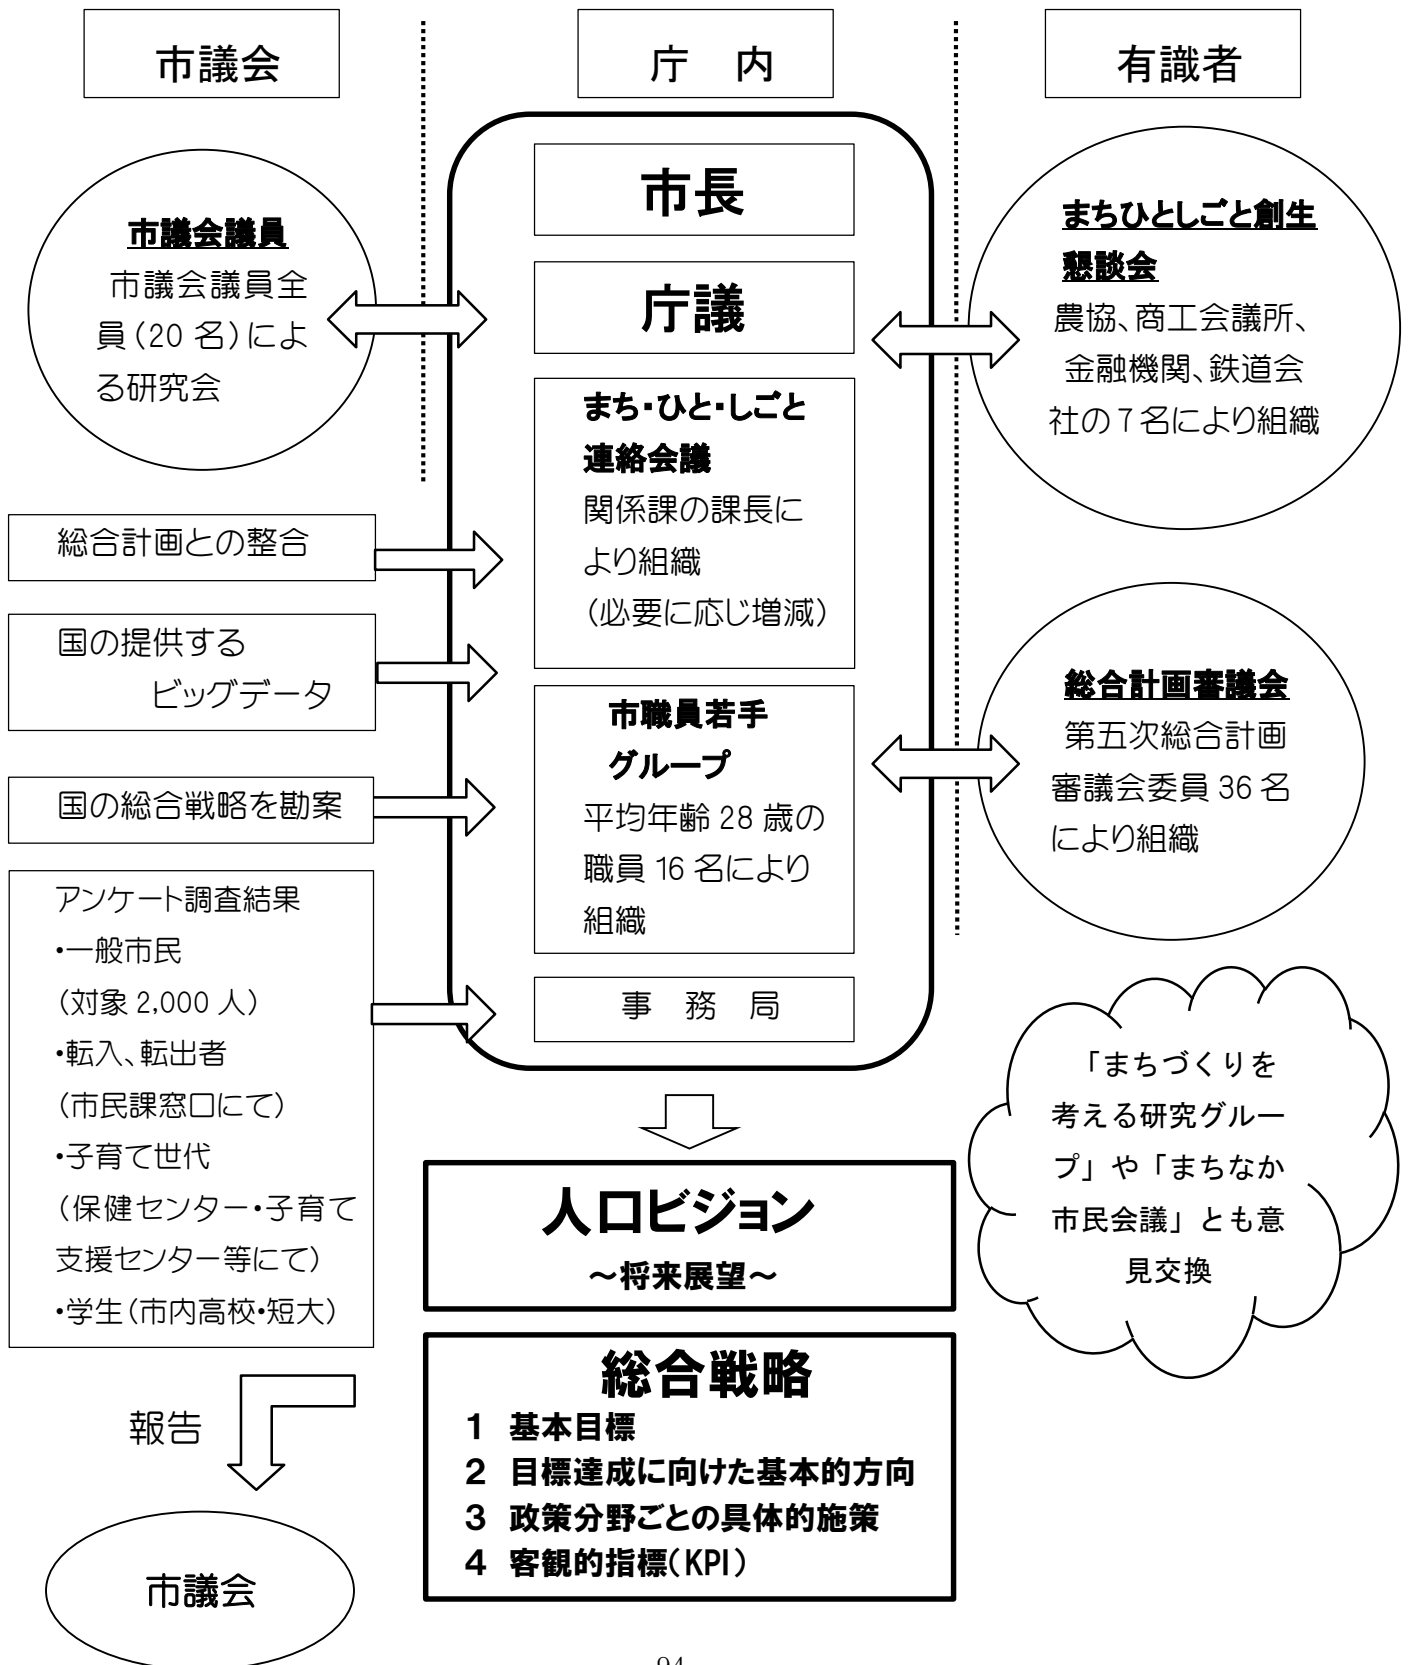 市議会
庁　内
有識者
市議会議員
市議会議員全
員（20 名）によ
る研究会
市長
庁議
まち・ひと・しごと
連絡会議
関係課の課長に
より組織
（必要に応じ増減）
市職員若手
グループ
平均年齢 28 歳の
職員 16 名により
組織
事　務　局
まちひとしごと創生
懇談会
農協、商工会議所、
金融機関、鉄道会
社の７名により組織
総合計画審議会
第五次総合計画
審議会委員 36 名
により組織
総合計画との整合
国の提供する
ビッグデータ
国の総合戦略を勘案
アンケート調査結果
・一般市民
（対象 2,000 人）
・転入、転出者
（市民課窓口にて）
・子育て世代
（保健センター・子育て
支援センター等にて）
・学生（市内高校・短大）
「まちづくりを
考える研究グルー
プ」や「まちなか
市民会議」とも意
見交換
人口ビジョン
～将来展望～
総合戦略
１　基本目標
２　目標達成に向けた基本的方向
３　政策分野ごとの具体的施策
４　客観的指標（KPI）
報告
市議会